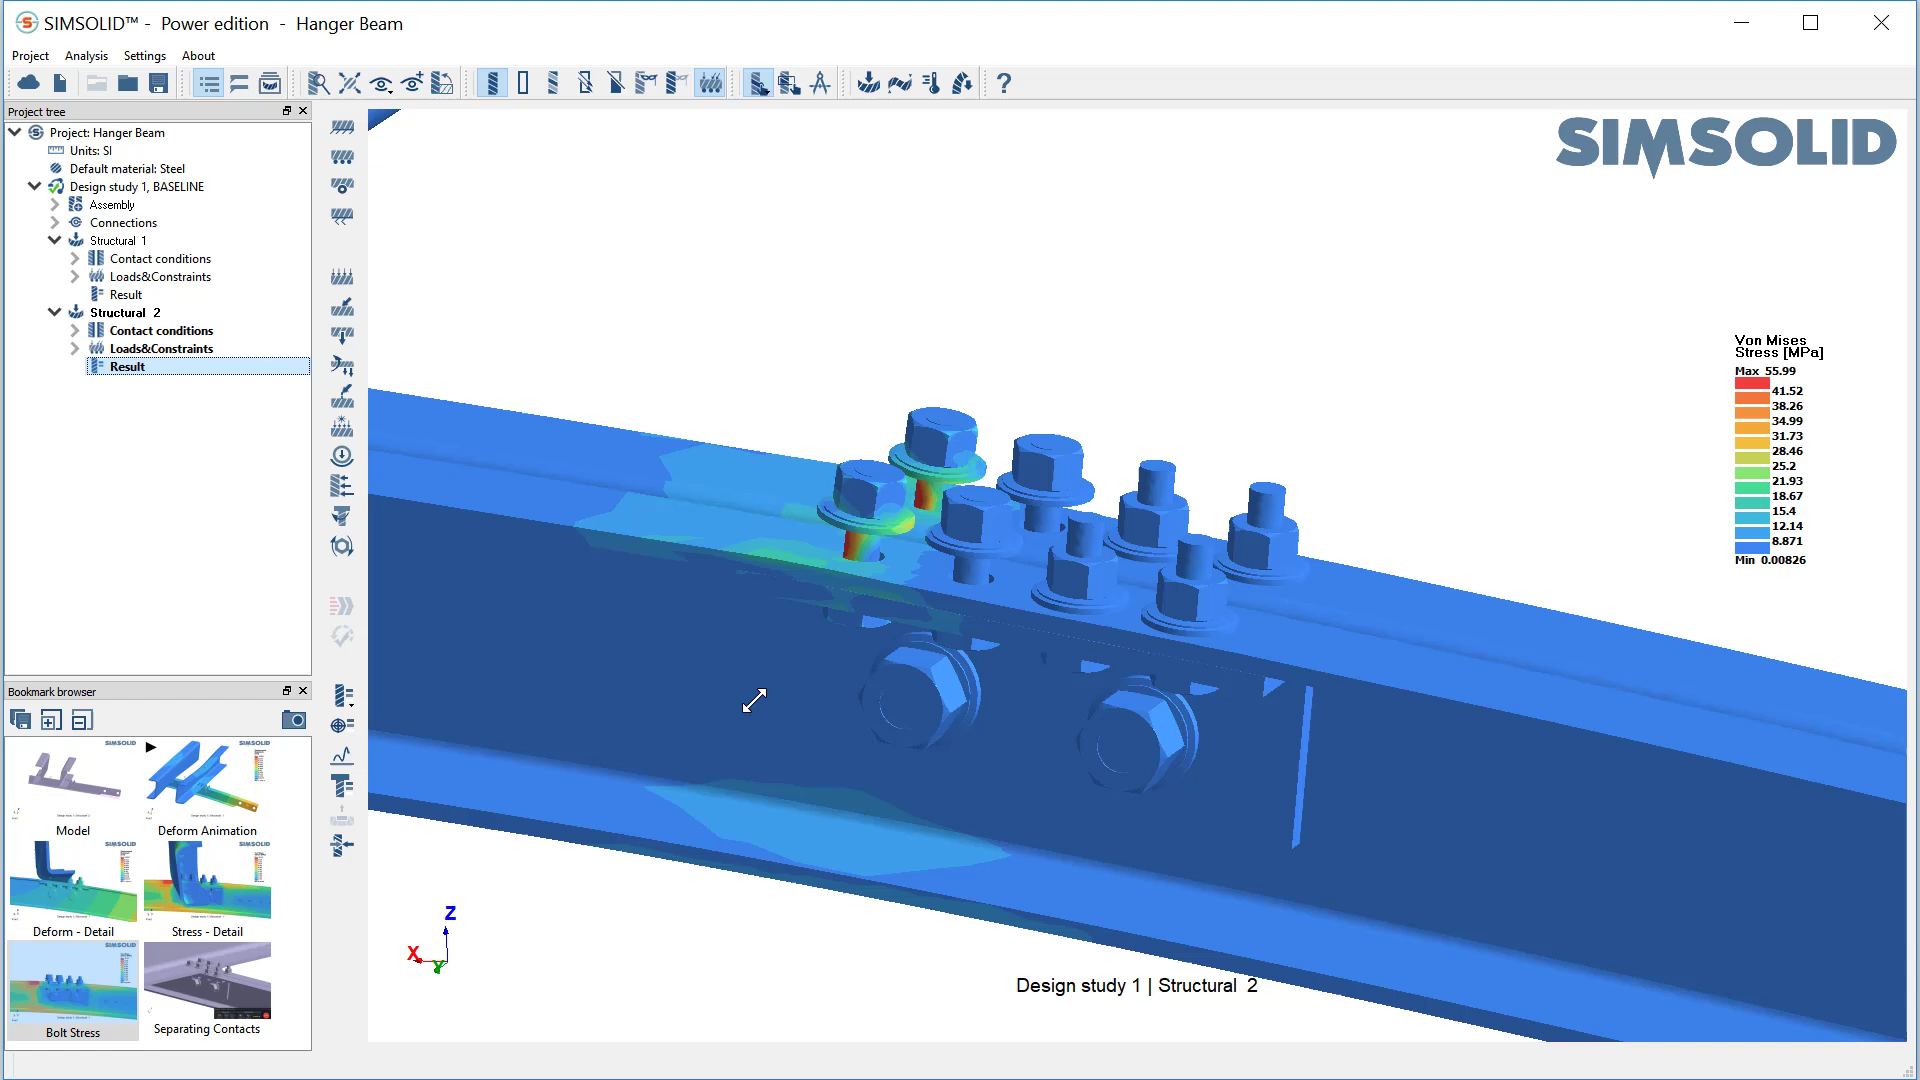 SIMSOLID™ - Power edition - Hanger Beam
Project Analysis Settings About
Project tree
Project: Hanger Beam
Units: SI
Default material: Steel
Design study 1, BASELINE
Assembly
Connections
Structural 1
Contact conditions
Loads&Constraints
Result
Structural 2
Contact conditions
Loads&Constraints
Result
SIMSOLID
Von Mises
Stress [MPa]
Max 55.99
41.52
38.26
34.99
31.73
28.46
25.2
21.93
18.67
15.4
12.14
8.871
Min 0.00826
Z
X
Y
Design study 1 | Structural 2
Bookmark browser
SIMSOLID SIMSOLID
Model Deform Animation
SIMSOLID SIMSOLID
Deform - Detail Stress - Detail
SIMSOLID
Bolt Stress Separating Contacts